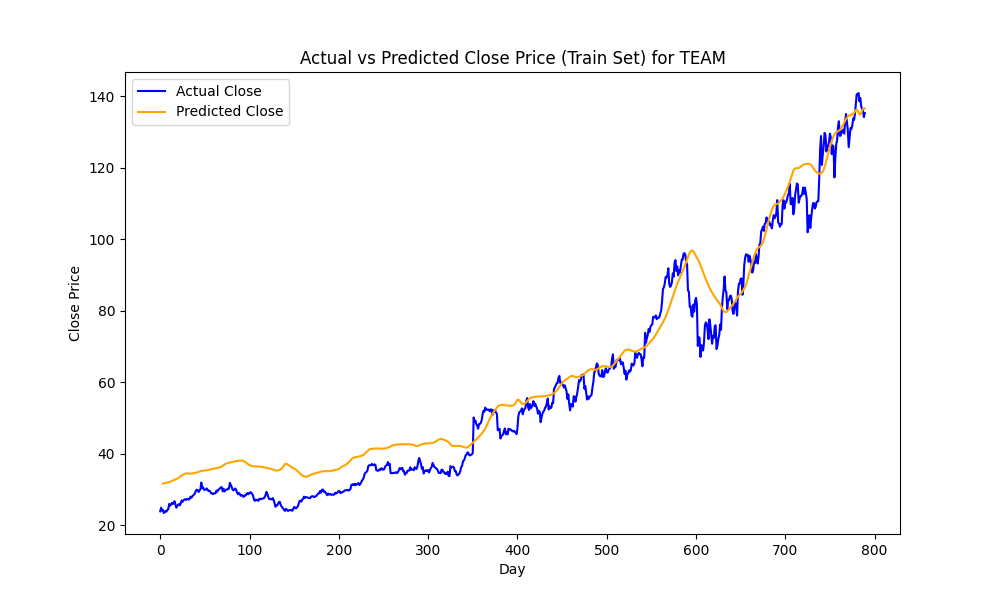 Actual vs Predicted Close Price (Train Set) for TEAM
Actual Close
Predicted Close
140
120
100
80
60
40
20
Close Price
0 100 200 300 400 500 600 700 800
Day